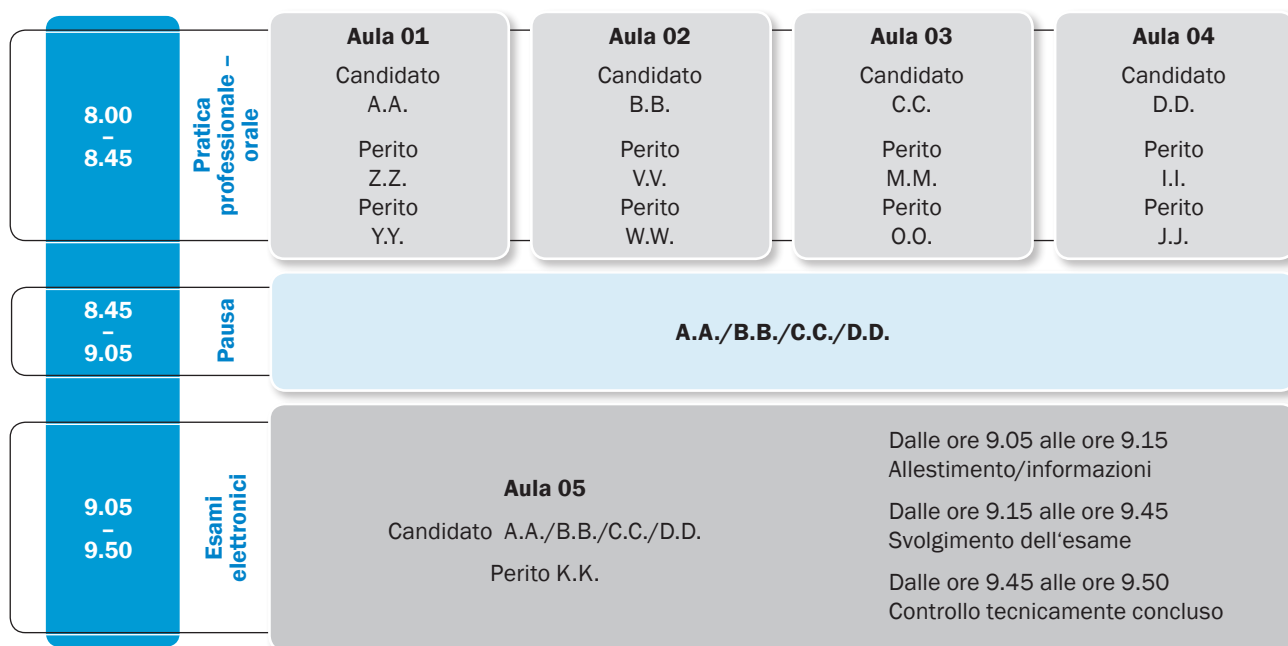 8.00
–
8.45
Pratica
professionale –
orale
Aula 01
Candidato
A.A.
Perito
Z.Z.
Perito
Y.Y.
Aula 02
Candidato
B.B.
Perito
V.V.
Perito
W.W.
Aula 03
Candidato
C.C.
Perito
M.M.
Perito
O.O.
Aula 04
Candidato
D.D.
Perito
I.I.
Perito
J.J.
8.45
–
9.05
Pausa
A.A./B.B./C.C./D.D.
9.05
–
9.50
Esami
elettronici
Aula 05
Candidato A.A./B.B./C.C./D.D.
Perito K.K.
Dalle ore 9.05 alle ore 9.15
Allestimento/informazioni
Dalle ore 9.15 alle ore 9.45
Svolgimento dell‘esame
Dalle ore 9.45 alle ore 9.50
Controllo tecnicamente concluso